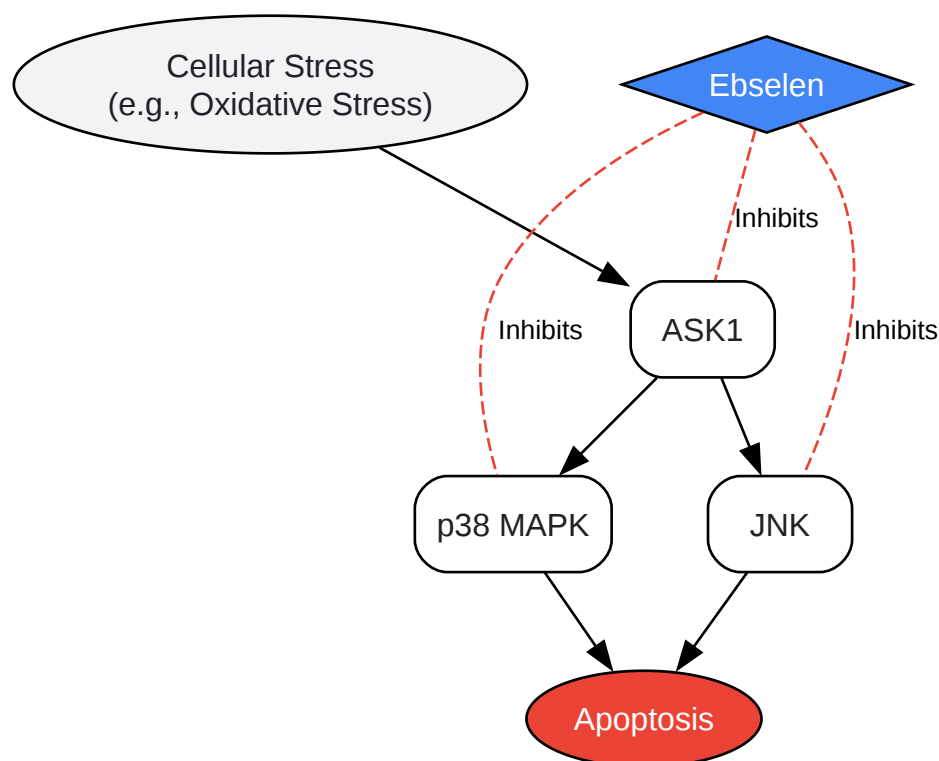 Cellular Stress
(e.g., Oxidative Stress)
Ebselen
Inhibits
Inhibits
ASK1
Inhibits
p38 MAPK
JNK
Apoptosis